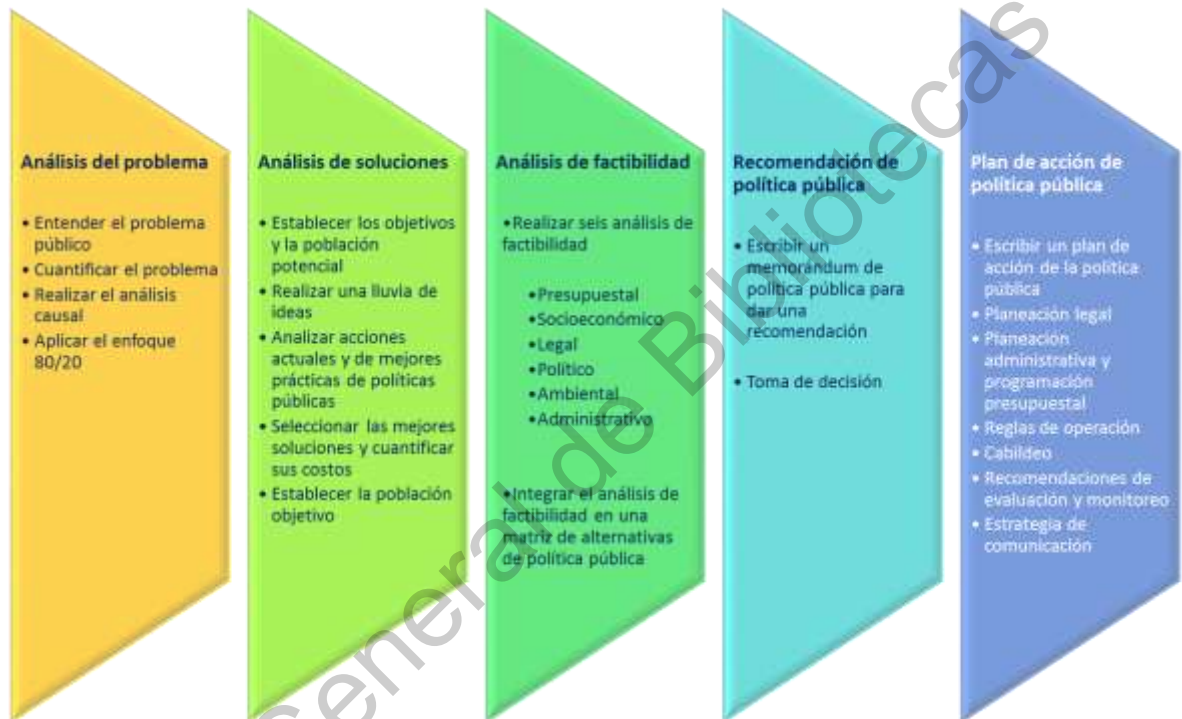 Análisis del problema
• Entender el problema
público
• Cuantificar el problema
• Realizar el análisis
causal
• Aplicar el enfoque
80/20
Análisis de soluciones
• Establecer los objetivos
y la población
potencial
• Realizar una lluvia de
ideas
• Analizar acciones
actuales y de mejores
prácticas de políticas
públicas
• Seleccionar las mejores
soluciones y cuantificar
sus costos
• Establecer la población
objetivo
Análisis de factibilidad
•Realizar seis análisis de
factibilidad
•Presupuestal
•Socioeconómico
•Legal
•Político
•Ambiental
•Administrativo
•Integrar el análisis de
factibilidad en una
matriz de alternativas
de política pública
Recomendación de
política pública
• Escribir un
memorándum de
política pública para
dar una
recomendación
• Toma de decisión
Plan de acción de
política pública
• Escribir un plan de
acción de la política
pública
• Planeación legal
• Planeación
administrativa y
programación
presupuestal
• Reglas de operación
• Cabildeo
• Recomendaciones de
evaluación y monitoreo
• Estrategia de
comunicación
General de Bibliotecas